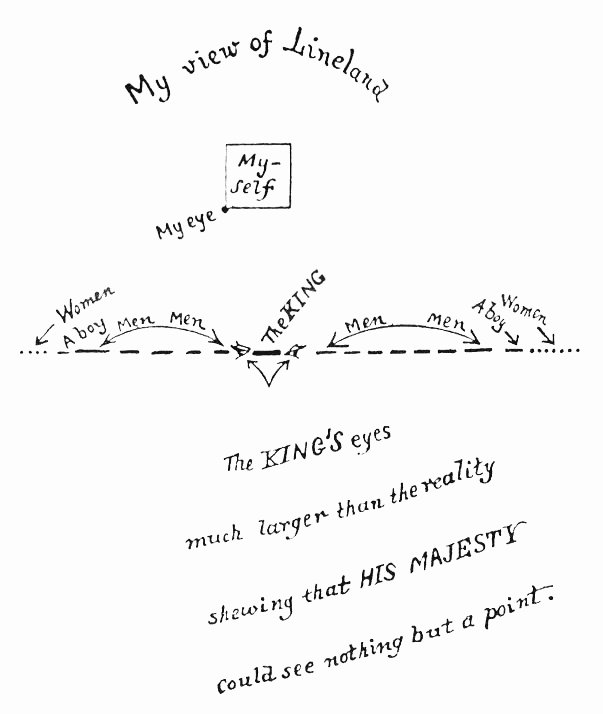 My view of Lineland
My-
self
My eye
Women
A boy
Men Men
The KING
Men Men
A boy
Women
The KING'S eyes
much larger than the reality
shewing that HIS MAJESTY
could see nothing but a point.